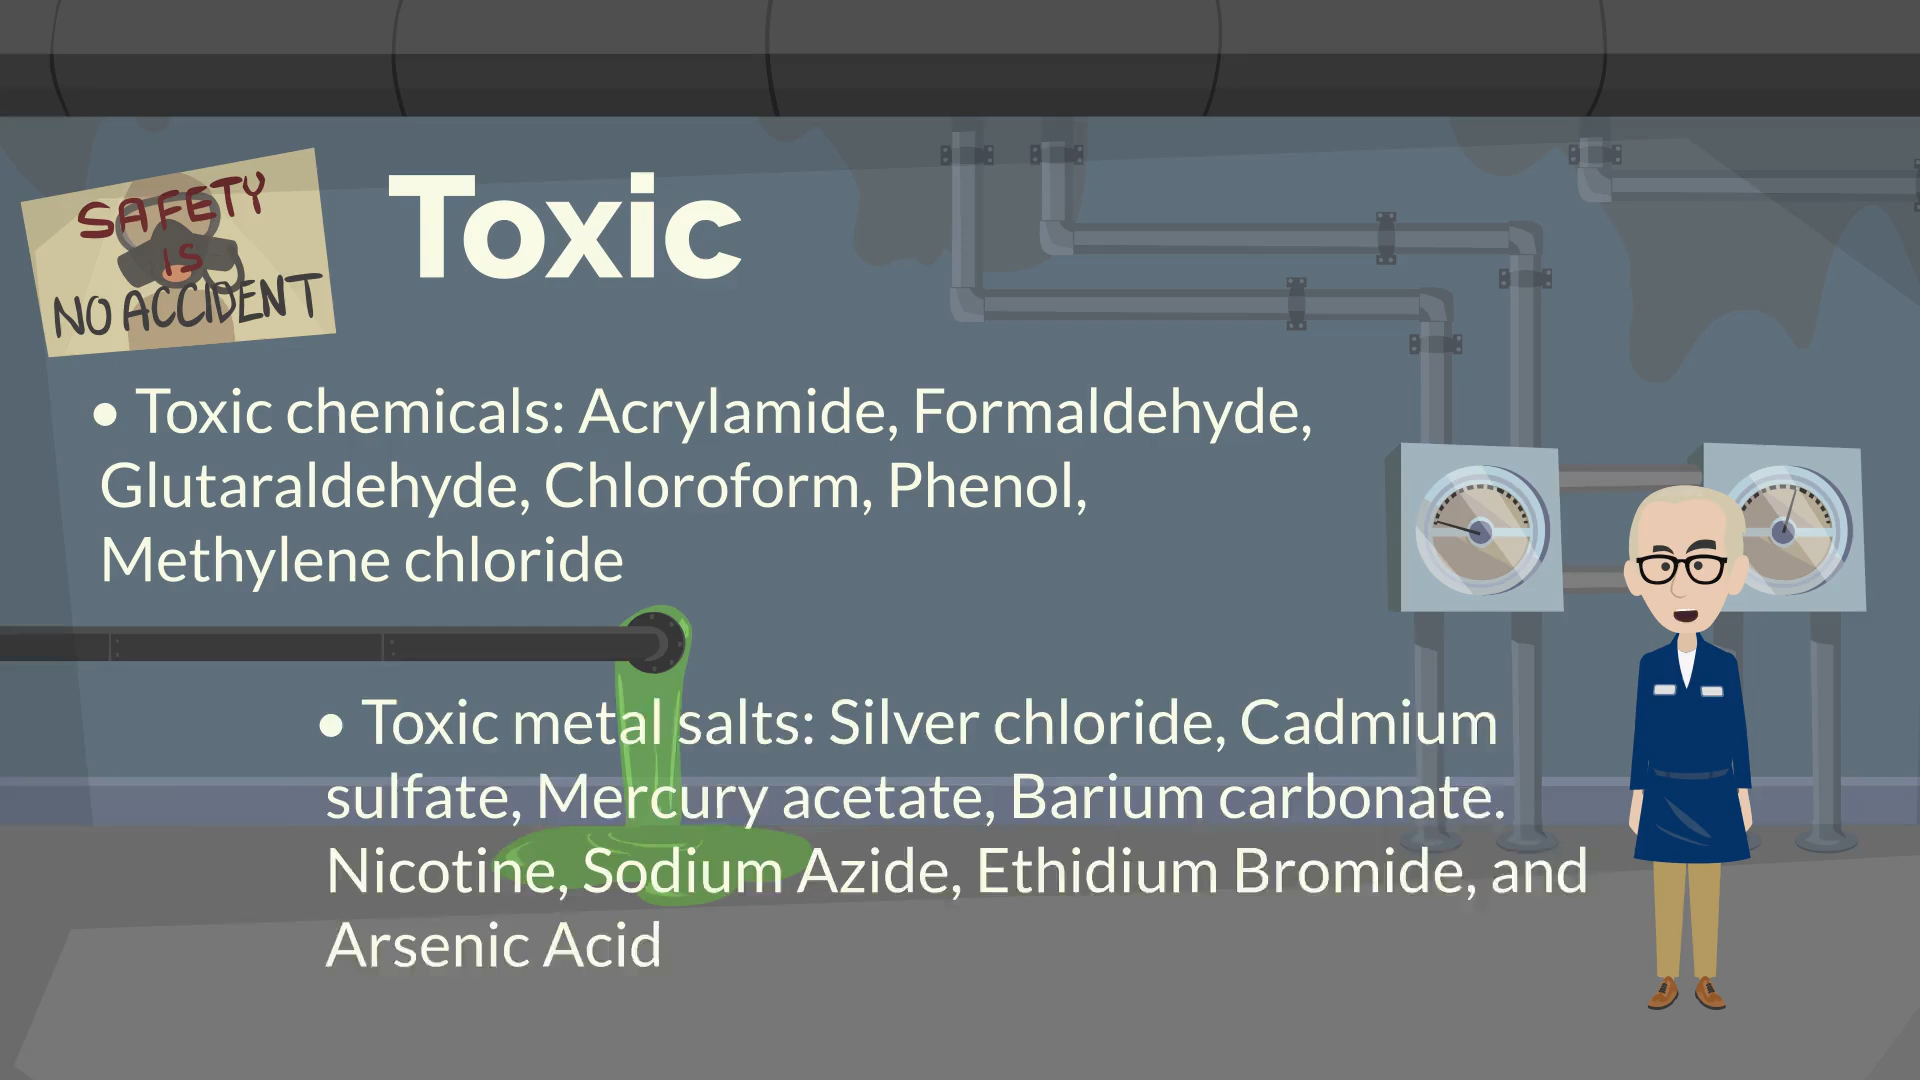 SAFETY
IS
NO ACCIDENT
Toxic
• Toxic chemicals: Acrylamide, Formaldehyde,
Glutaraldehyde, Chloroform, Phenol,
Methylene chloride
• Toxic metal salts: Silver chloride, Cadmium
sulfate, Mercury acetate, Barium carbonate.
Nicotine, Sodium Azide, Ethidium Bromide, and
Arsenic Acid